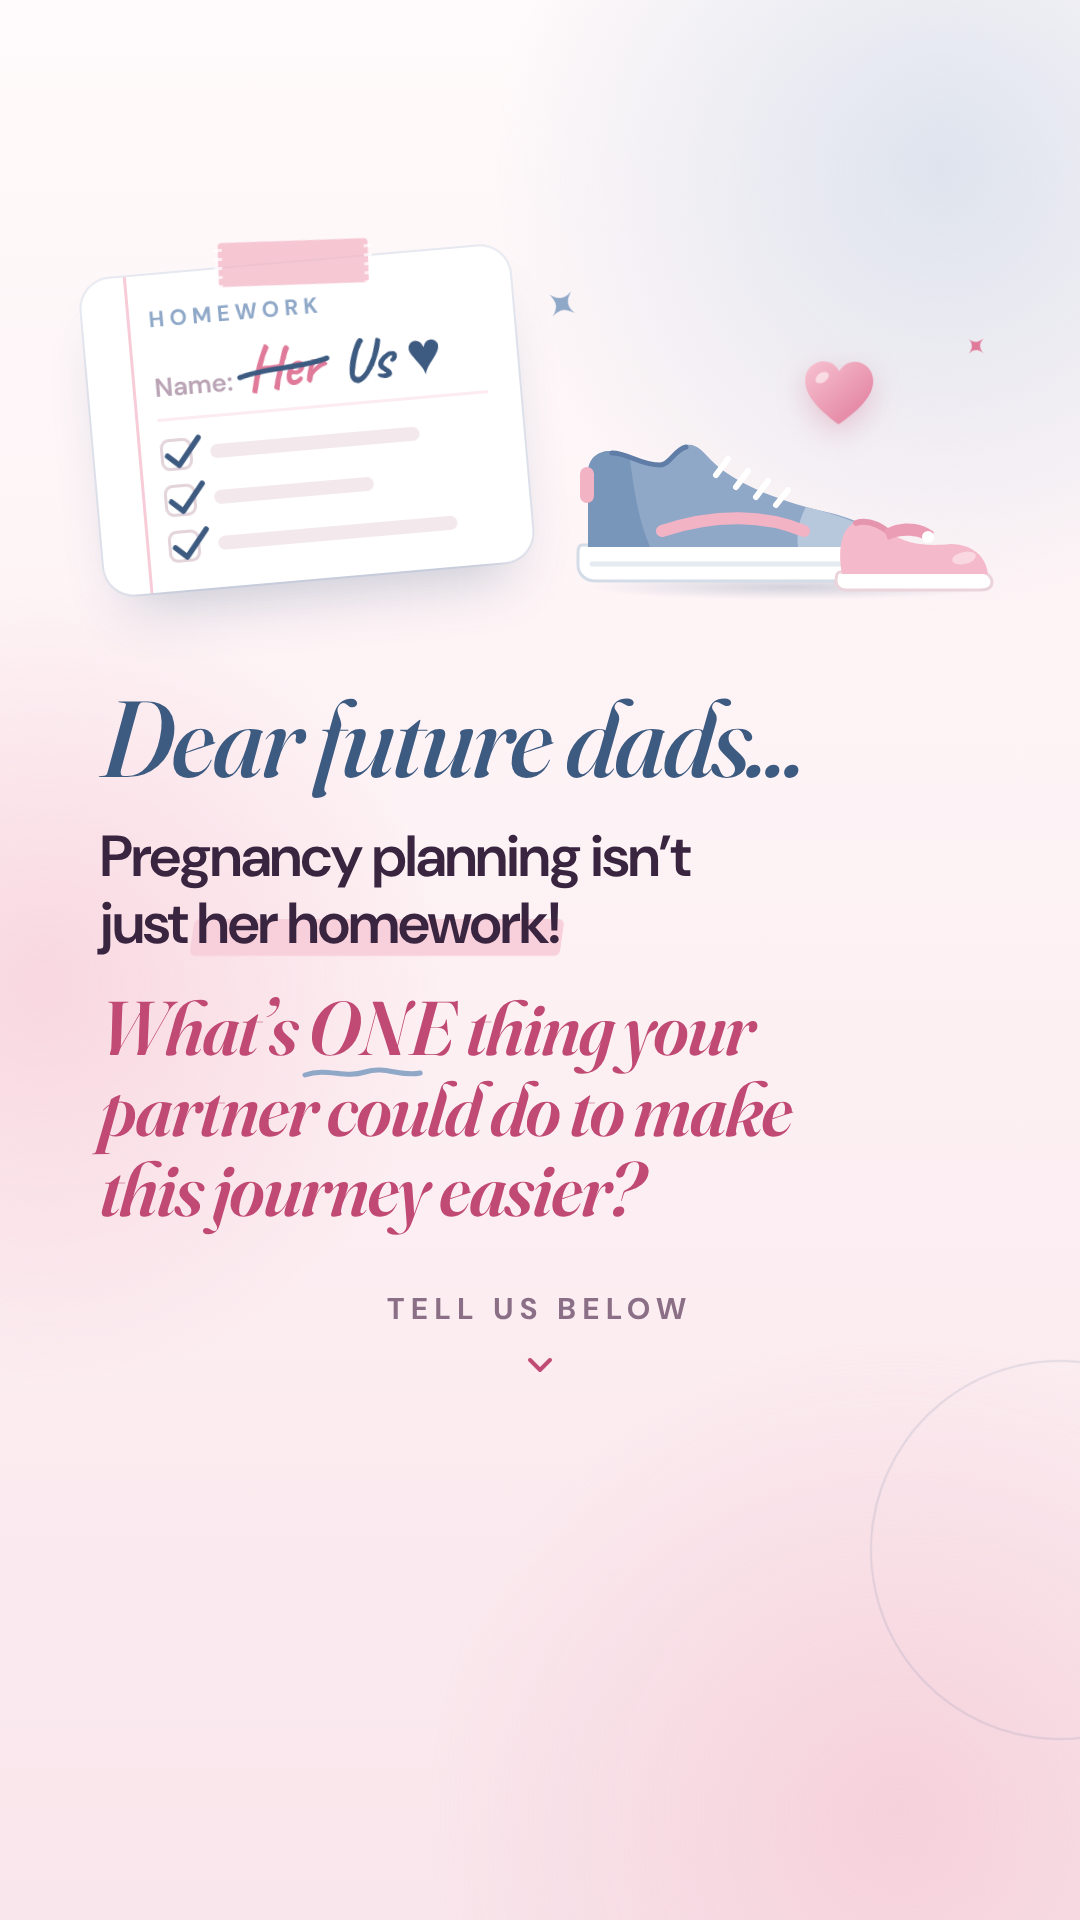 HOMEWORK
Name: Her Us ♥
Dear future dads...
Pregnancy planning isn’t
just her homework!
What’s ONE thing your
partner could do to make
this journey easier?
TELL US BELOW